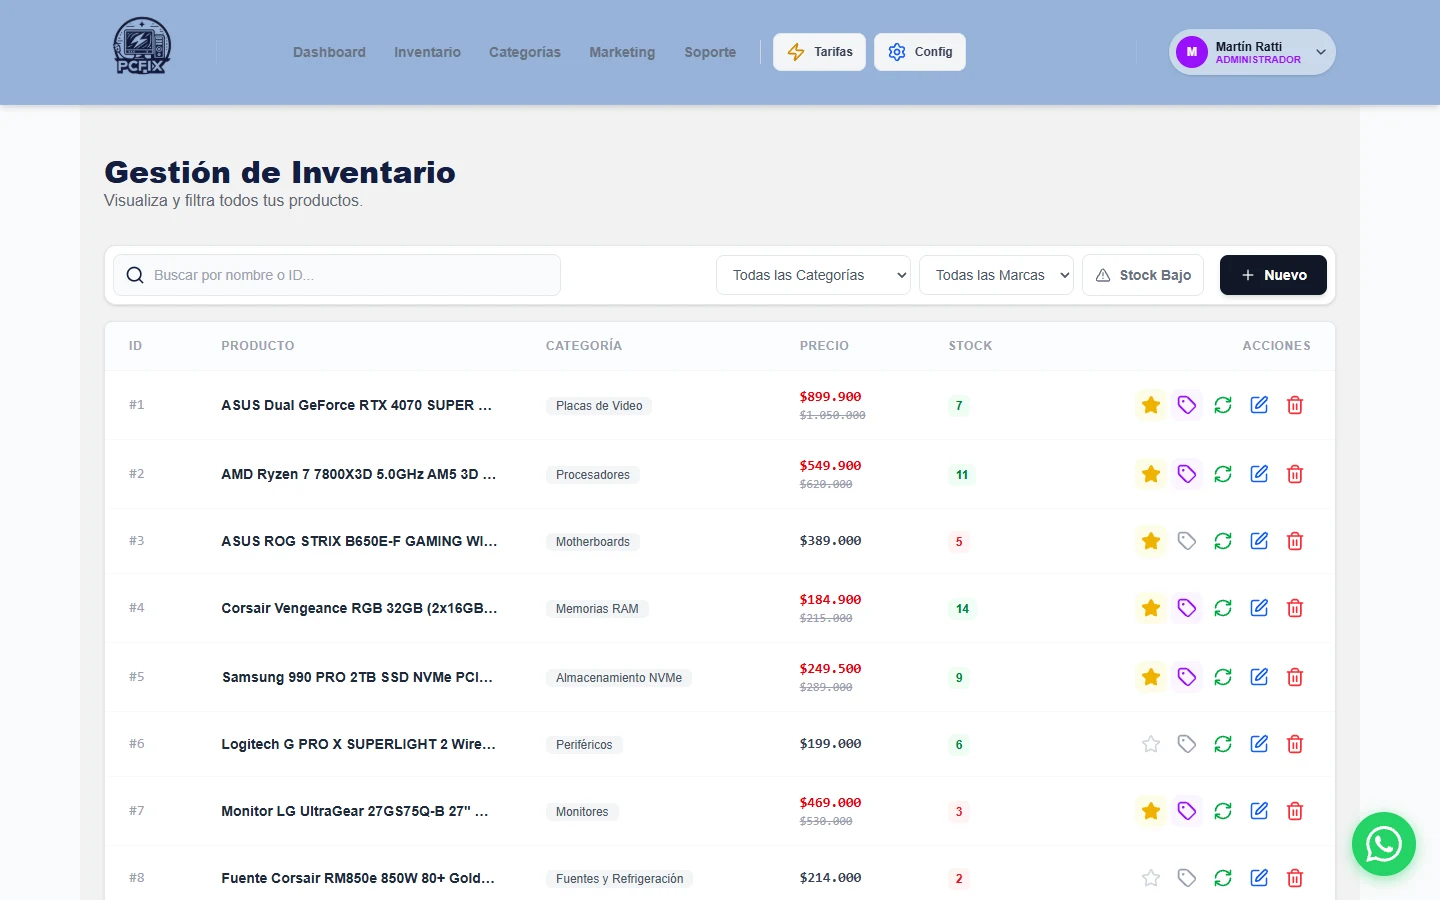 PCFIX
Dashboard
Inventario
Categorías
Marketing
Soporte
Tarifas
Config
M
Martín Ratti
ADMINISTRADOR
Gestión de Inventario
Visualiza y filtra todos tus productos.
Buscar por nombre o ID...
Todas las Categorías
Todas las Marcas
Stock Bajo
Nuevo
ID PRODUCTO CATEGORÍA PRECIO STOCK ACCIONES
#1 ASUS Dual GeForce RTX 4070 SUPER ... Placas de Video $899.900 7
$1.050.000
#2 AMD Ryzen 7 7800X3D 5.0GHz AM5 3D ... Procesadores $549.900 11
$620.000
#3 ASUS ROG STRIX B650E-F GAMING WI... Motherboards $389.000 5
#4 Corsair Vengeance RGB 32GB (2x16GB... Memorias RAM $184.900 14
$215.000
#5 Samsung 990 PRO 2TB SSD NVMe PCI... Almacenamiento NVMe $249.500 9
$289.000
#6 Logitech G PRO X SUPERLIGHT 2 Wire... Periféricos $199.000 6
#7 Monitor LG UltraGear 27GS75Q-B 27" ... Monitores $469.000 3
$530.000
#8 Fuente Corsair RM850e 850W 80+ Gold... Fuentes y Refrigeración $214.000 2